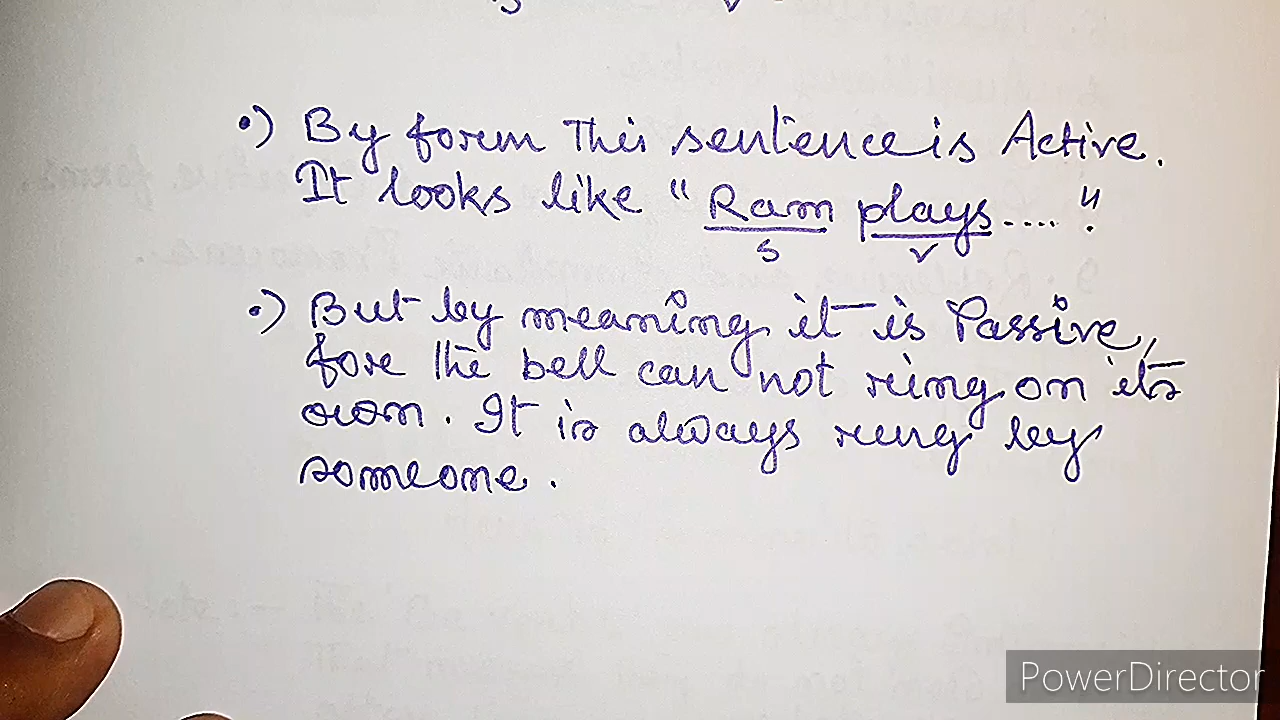 •) By form This sentence is Active.
It looks like "Ram plays...."
S V
•) But by meaning it is Passive,
for the bell can not ring on its
own. It is always rung by
someone.
PowerDirector